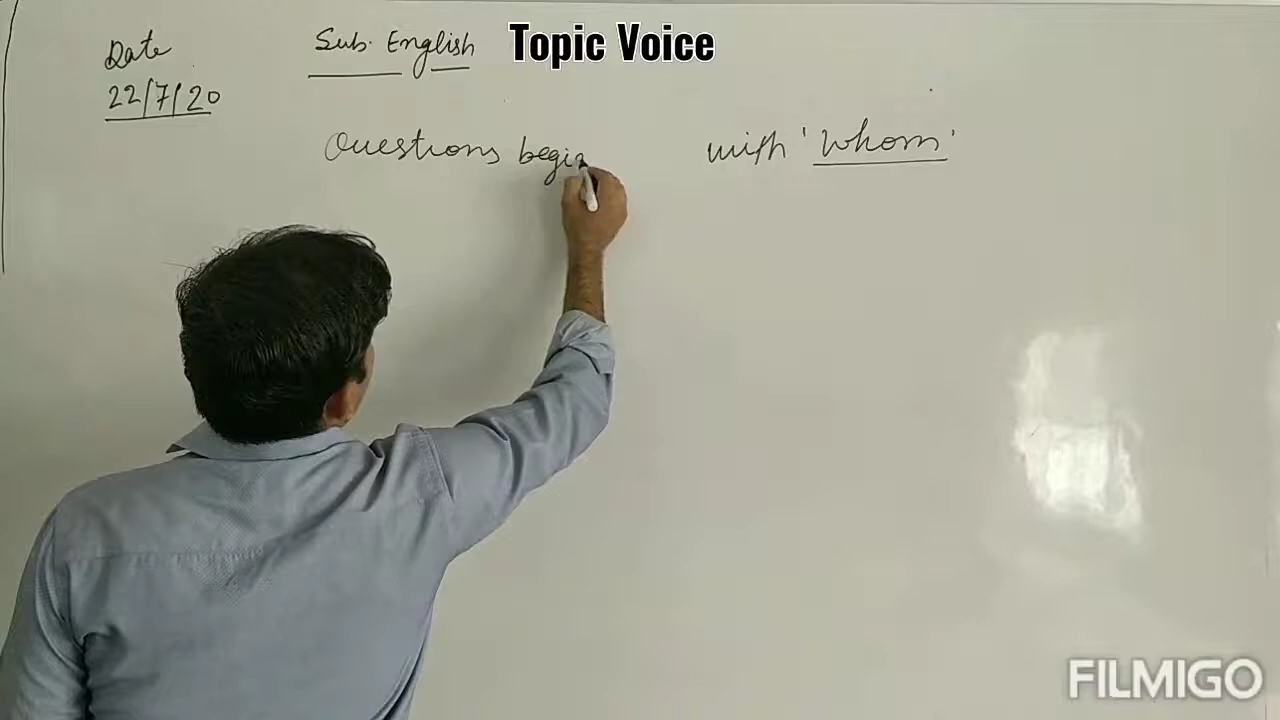 Date
22/7/20
Sub. English
Topic Voice
Questions begin with 'Whom'
FILMIGO